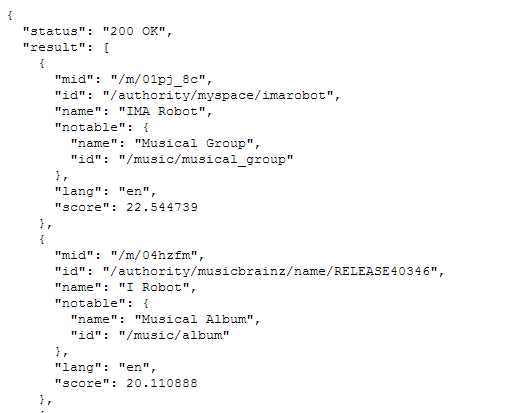 {
  "status": "200 OK",
  "result": [
    {
      "mid": "/m/01pj_8c",
      "id": "/authority/myspace/imarobot",
      "name": "IMA Robot",
      "notable": {
        "name": "Musical Group",
        "id": "/music/musical_group"
      },
      "lang": "en",
      "score": 22.544739
    },
    {
      "mid": "/m/04hzfm",
      "id": "/authority/musicbrainz/name/RELEASE40346",
      "name": "I Robot",
      "notable": {
        "name": "Musical Album",
        "id": "/music/album"
      },
      "lang": "en",
      "score": 20.110888
    },